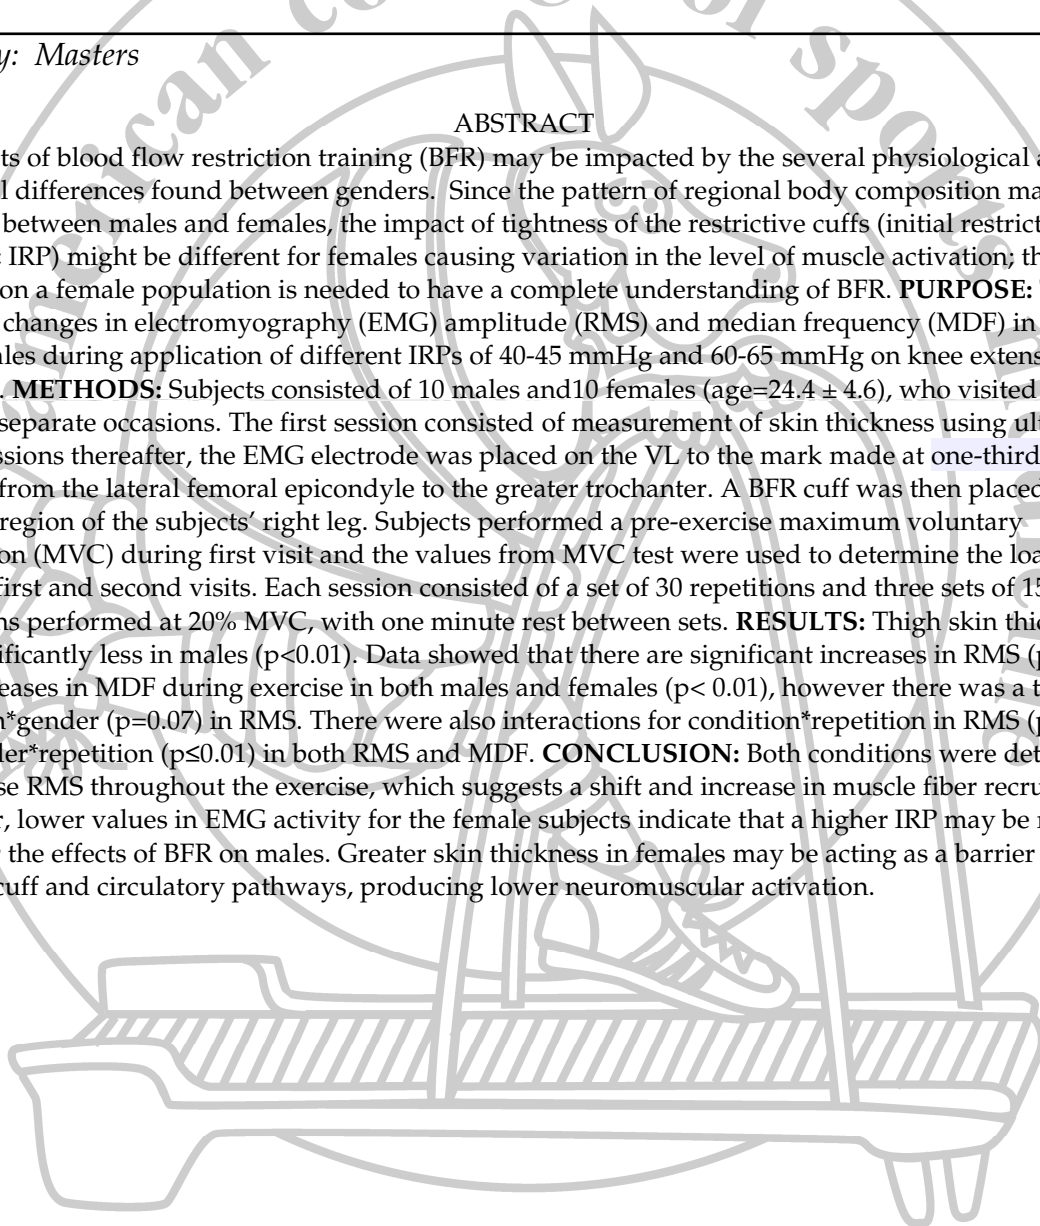 y: Masters
ABSTRACT
ts of blood flow restriction training (BFR) may be impacted by the several physiological a
l differences found between genders. Since the pattern of regional body composition ma
between males and females, the impact of tightness of the restrictive cuffs (initial restrict
: IRP) might be different for females causing variation in the level of muscle activation; th
on a female population is needed to have a complete understanding of BFR. PURPOSE:
changes in electromyography (EMG) amplitude (RMS) and median frequency (MDF) in
ales during application of different IRPs of 40-45 mmHg and 60-65 mmHg on knee extens
. METHODS: Subjects consisted of 10 males and10 females (age=24.4 ± 4.6), who visited
separate occasions. The first session consisted of measurement of skin thickness using ult
ssions thereafter, the EMG electrode was placed on the VL to the mark made at one-third
from the lateral femoral epicondyle to the greater trochanter. A BFR cuff was then placed
region of the subjects’ right leg. Subjects performed a pre-exercise maximum voluntary
on (MVC) during first visit and the values from MVC test were used to determine the loa
first and second visits. Each session consisted of a set of 30 repetitions and three sets of 15
ns performed at 20% MVC, with one minute rest between sets. RESULTS: Thigh skin thic
ificantly less in males (p<0.01). Data showed that there are significant increases in RMS (p
eases in MDF during exercise in both males and females (p< 0.01), however there was a t
n*gender (p=0.07) in RMS. There were also interactions for condition*repetition in RMS (p
er*repetition (p≤0.01) in both RMS and MDF. CONCLUSION: Both conditions were det
se RMS throughout the exercise, which suggests a shift and increase in muscle fiber recru
r, lower values in EMG activity for the female subjects indicate that a higher IRP may be
the effects of BFR on males. Greater skin thickness in females may be acting as a barrier
cuff and circulatory pathways, producing lower neuromuscular activation.
american co
of sports